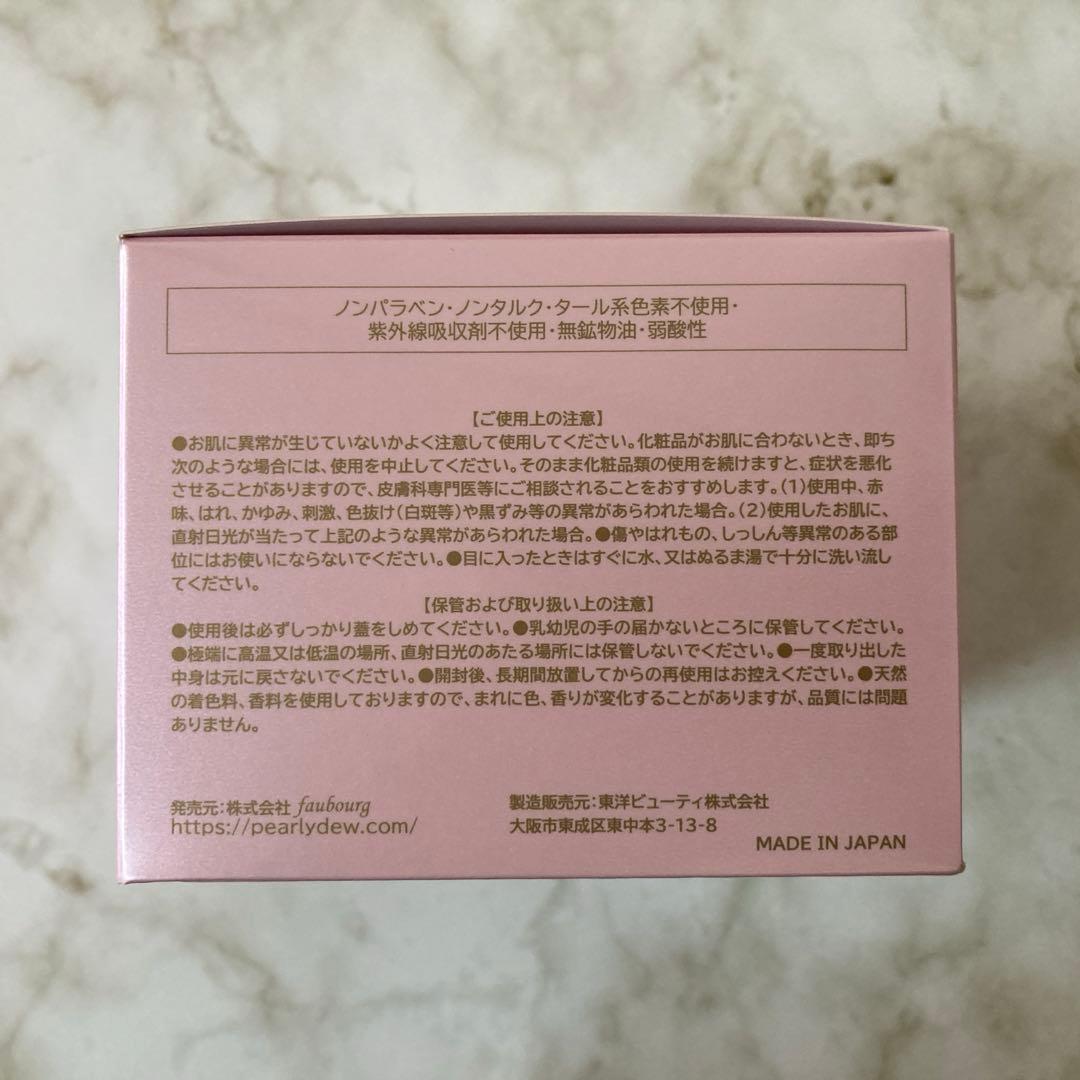 ノンパラベン・ノンタルク・タール系色素不使用・
紫外線吸収剤不使用・無鉱物油・弱酸性
【ご使用上の注意】
●お肌に異常が生じていないかよく注意して使用してください。化粧品がお肌に合わないとき、即ち
次のような場合には、使用を中止してください。そのまま化粧品類の使用を続けますと、症状を悪化
させることがありますので、皮膚科専門医等にご相談されることをおすすめします。(1)使用中、赤
味、はれ、かゆみ、刺激、色抜け(白斑等)や黒ずみ等の異常があらわれた場合。(2)使用したお肌に、
直射日光が当たって上記のような異常があらわれた場合。●傷やはれもの、しっしん等異常のある部
位にはお使いにならないでください。●目に入ったときはすぐに水、又はぬるま湯で十分に洗い流し
てください。
【保管および取り扱い上の注意】
●使用後は必ずしっかり蓋をしめてください。●乳幼児の手の届かないところに保管してください。
●極端に高温又は低温の場所、直射日光のあたる場所には保管しないでください。●一度取り出した
中身は元に戻さないでください。●開封後、長期間放置してからの再使用はお控えください。●天然
の着色料、香料を使用しておりますので、まれに色、香りが変化することがありますが、品質には問題
ありません。
発売元:株式会社 faubourg
https://pearlydew.com/
製造販売元:東洋ビューティ株式会社
大阪市東成区東中本3-13-8
MADE IN JAPAN